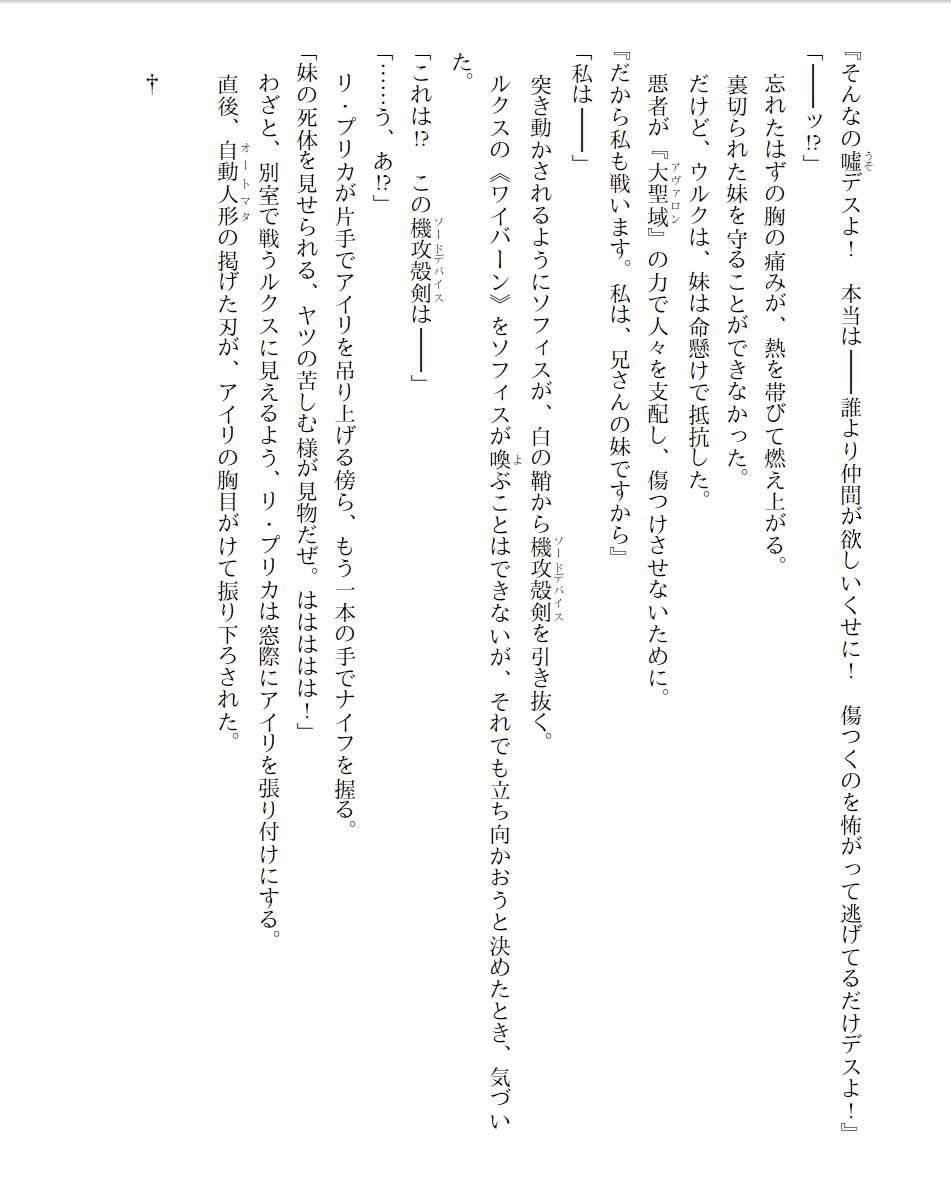 『そんなの嘘デスよ！　本当は――誰より仲間が欲しいくせに！　傷つくのを怖がって逃げてるだけデスよ！』
「――ッ!?」
忘れたはずの胸の痛みが、熱を帯びて燃え上がる。
裏切られた妹を守ることができなかった。
だけど、ウルクは、妹は命懸けで抵抗した。
悪者が『大聖域』の力で人々を支配し、傷つけさせないために。
『だから私も戦います。私は、兄さんの妹ですから』
「私は――」
突き動かされるようにソフィスが、白の鞘から機攻殻剣を引き抜く。
ルクスの《ワイバーン》をソフィスが喚ぶことはできないが、それでも立ち向かおうと決めたとき、気づい
た。
「これは!?　この機攻殻剣は――」
「……う、あ!?」
リ・プリカが片手でアイリを吊り上げる傍ら、もう一本の手でナイフを握る。
「妹の死体を見せられる、ヤツの苦しむ様が見物だぜ。はははははは！」
わざと、別室で戦うルクスに見えるよう、リ・プリカは窓際にアイリを張り付けにする。
直後、自動人形の掲げた刃が、アイリの胸目がけて振り下ろされた。
†